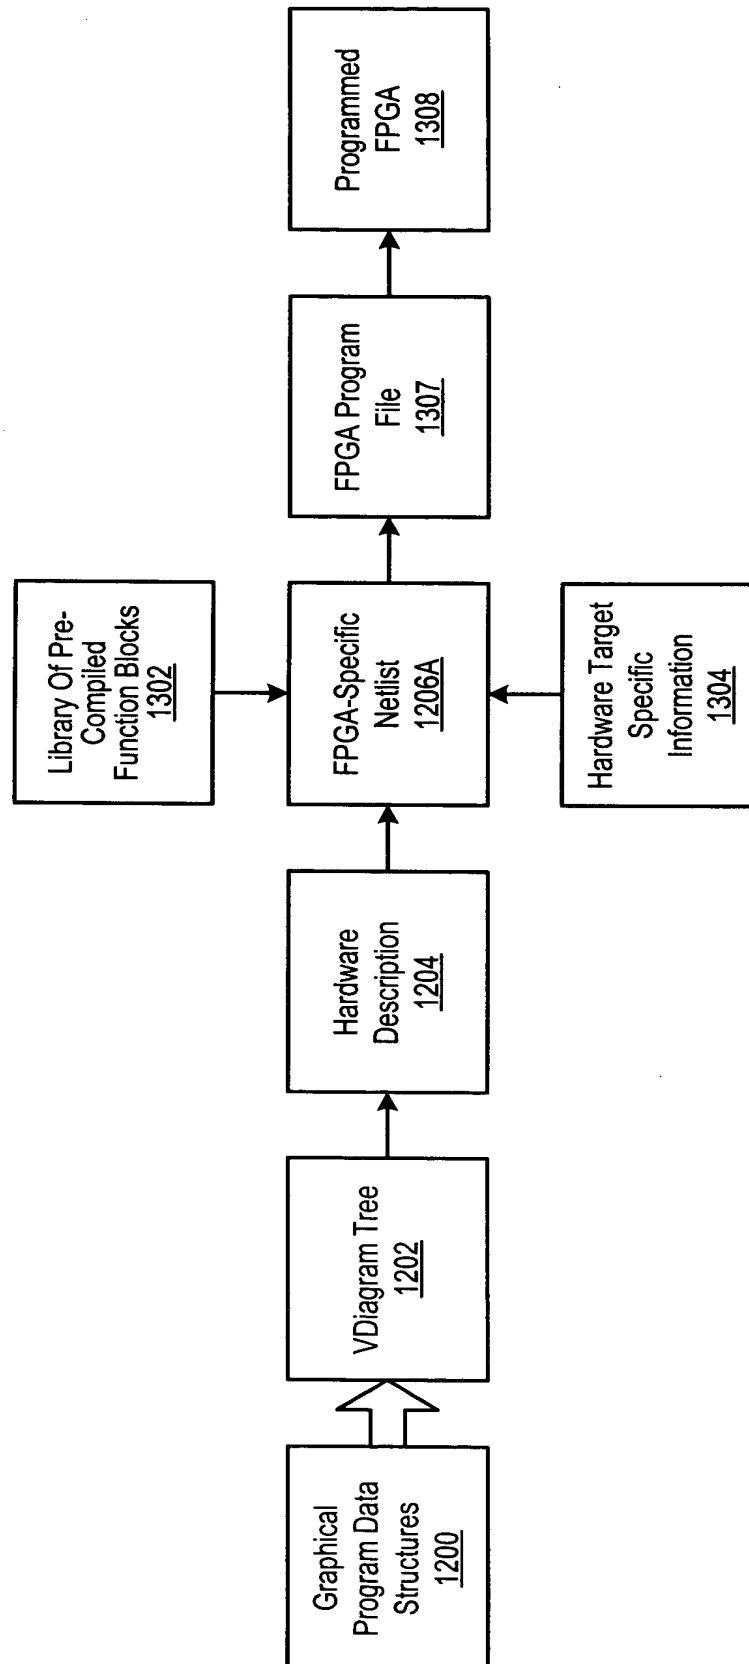 Graphical
Program Data
Structures
1200
VDiagram Tree
1202
Hardware
Description
1204
Library Of Pre-
Compiled
Function Blocks
1302
FPGA-Specific
Netlist
1206A
Hardware Target
Specific
Information
1304
FPGA Program
File
1307
Programmed
FPGA
1308